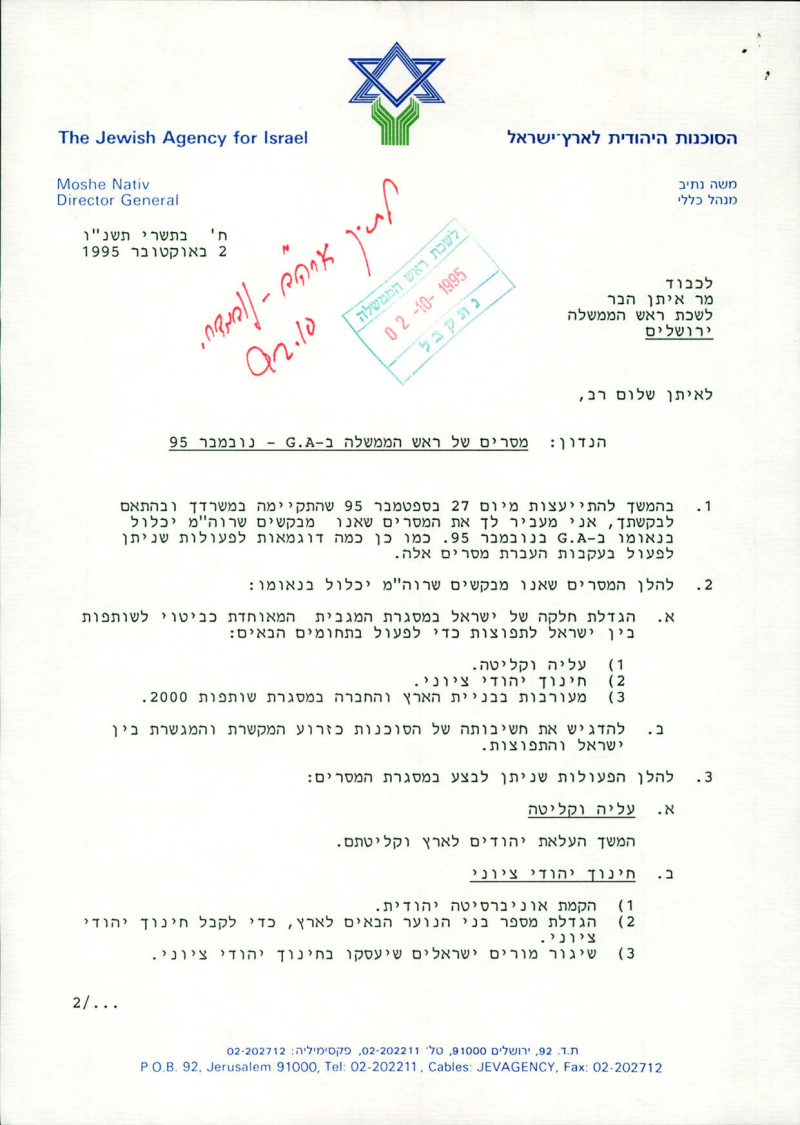 The Jewish Agency for Israel
הסוכנות היהודית לארץ־ישראל
Moshe Nativ
Director General
משה נתיב
מנהל כללי
ח' בתשרי תשנ"ו
2 באוקטובר 1995
לשכת ראש הממשלה
02-10-1995
נתקבל
לכבוד
מר איתן הבר
לשכת ראש הממשלה
ירושלים
לאיתן שלום רב,
הנדון: מסרים של ראש הממשלה ב-G.A - נובמבר 95
1. בהמשך להתייעצות מיום 27 בספטמבר 95 שהתקיימה במשרדך ובהתאם
לבקשתך, אני מעביר לך את המסרים שאנו מבקשים שרוה"מ יכלול
בנאומו ב-G.A בנובמבר 95. כמו כן כמה דוגמאות לפעולות שניתן
לפעול בעקבות העברת מסרים אלה.
2. להלן המסרים שאנו מבקשים שרוה"מ יכלול בנאומו:
א. הגדלת חלקה של ישראל במסגרת המגבית המאוחדת כביטוי לשותפות
בין ישראל לתפוצות כדי לפעול בתחומים הבאים:
1) עליה וקליטה.
2) חינוך יהודי ציוני.
3) מעורבות בבניית הארץ והחברה במסגרת שותפות 2000.
ב. להדגיש את חשיבותה של הסוכנות כזרוע המקשרת והמגשרת בין
ישראל והתפוצות.
3. להלן הפעולות שניתן לבצע במסגרת המסרים:
א. עליה וקליטה
המשך העלאת יהודים לארץ וקליטתם.
ב. חינוך יהודי ציוני
1) הקמת אוניברסיטה יהודית.
2) הגדלת מספר בני הנוער הבאים לארץ, כדי לקבל חינוך יהודי
ציוני.
3) שיגור מורים ישראלים שיעסקו בחינוך יהודי ציוני.
2/...
ת.ד. 92, ירושלים 91000, טל' 02-202211, פקסימיליה: 02-202712
P.O.B. 92, Jerusalem 91000, Tel: 02-202211, Cables: JEVAGENCY, Fax: 02-202712